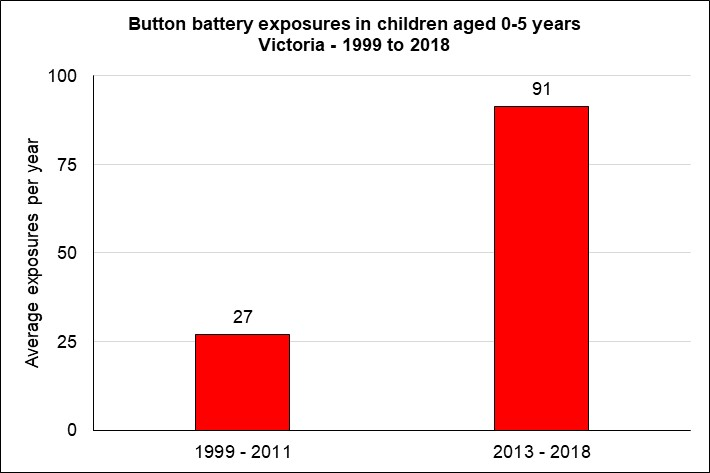 Button battery exposures in children aged 0-5 years
Victoria - 1999 to 2018
Average exposures per year
100
75
50
25
0
27
91
1999 - 2011
2013 - 2018